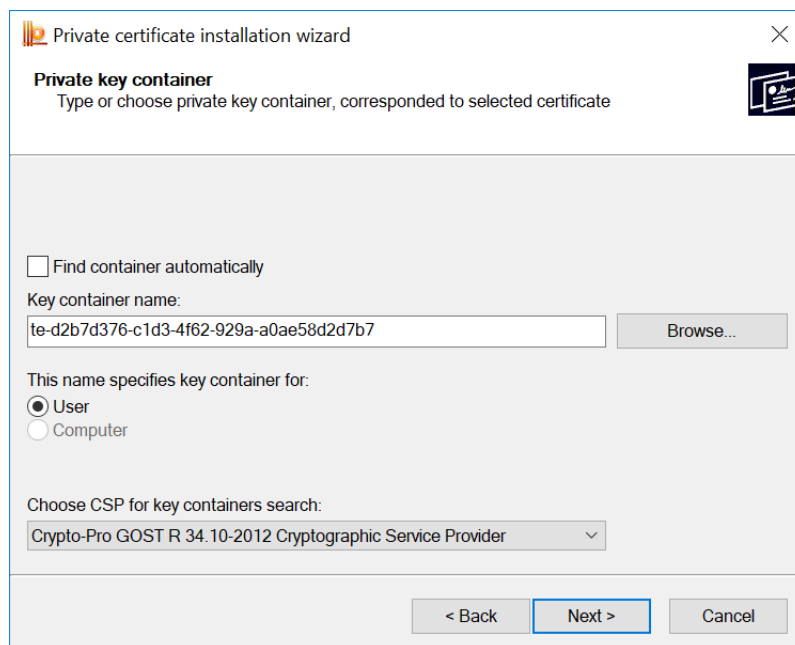 Private certificate installation wizard
Private key container
Type or choose private key container, corresponded to selected certificate
Find container automatically
Key container name:
te-d2b7d376-c1d3-4f62-929a-a0ae58d2d7b7
Browse...
This name specifies key container for:
User
Computer
Choose CSP for key containers search:
Crypto-Pro GOST R 34.10-2012 Cryptographic Service Provider
< Back
Next >
Cancel